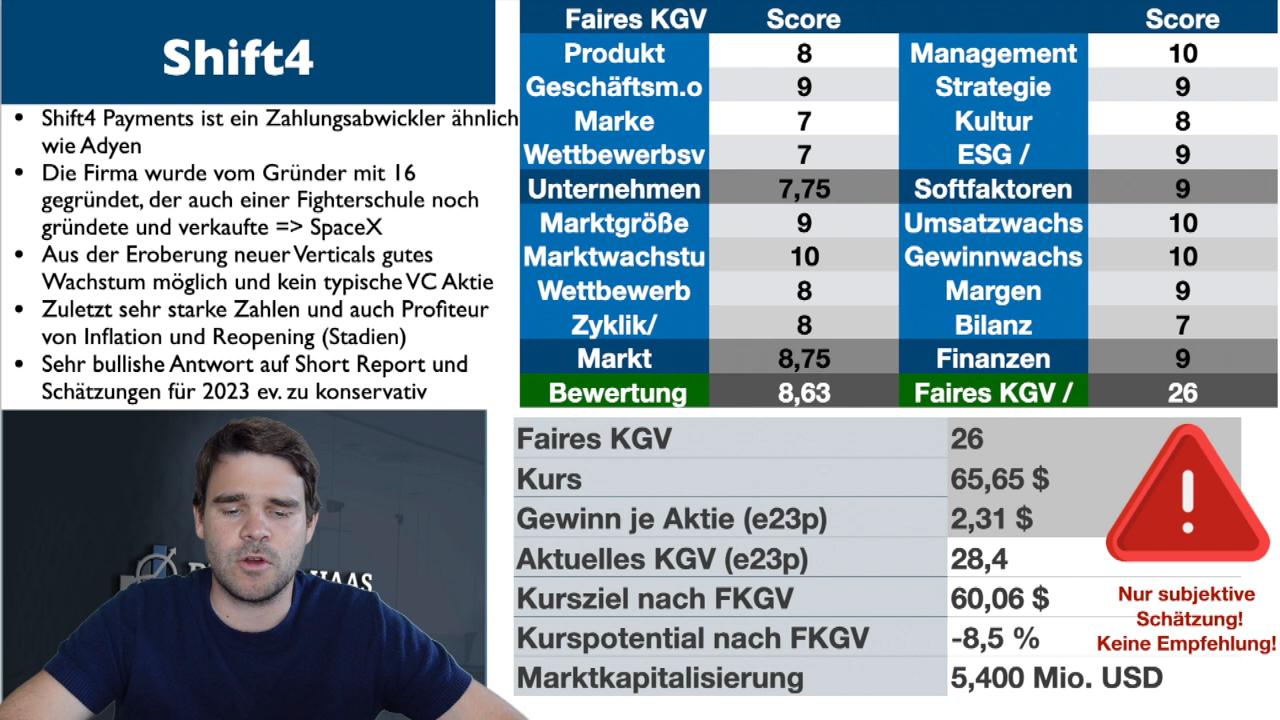 Shift4
• Shift4 Payments ist ein Zahlungsabwickler ähnlich
wie Adyen
• Die Firma wurde vom Gründer mit 16
gegründet, der auch einer Fighterschule noch
gründete und verkaufte => SpaceX
• Aus der Eroberung neuer Verticals gutes
Wachstum möglich und kein typische VC Aktie
• Zuletzt sehr starke Zahlen und auch Profiteur
von Inflation und Reopening (Stadien)
• Sehr bullishe Antwort auf Short Report und
Schätzungen für 2023 ev. zu konservativ
Faires KGV Score Score
Produkt 8 Management 10
Geschäftsm.o 9 Strategie 9
Marke 7 Kultur 8
Wettbewerbsv 7 ESG / 9
Unternehmen 7,75 Softfaktoren 9
Marktgröße 9 Umsatzwachs 10
Marktwachstu 10 Gewinnwachs 10
Wettbewerb 8 Margen 9
Zyklik/ 8 Bilanz 7
Markt 8,75 Finanzen 9
Bewertung 8,63 Faires KGV / 26
Faires KGV 26
Kurs 65,65 $
Gewinn je Aktie (e23p) 2,31 $
Aktuelles KGV (e23p) 28,4
Kursziel nach FKGV 60,06 $
Kurspotential nach FKGV -8,5 %
Marktkapitalisierung 5,400 Mio. USD
Nur subjektive
Schätzung!
Keine Empfehlung!